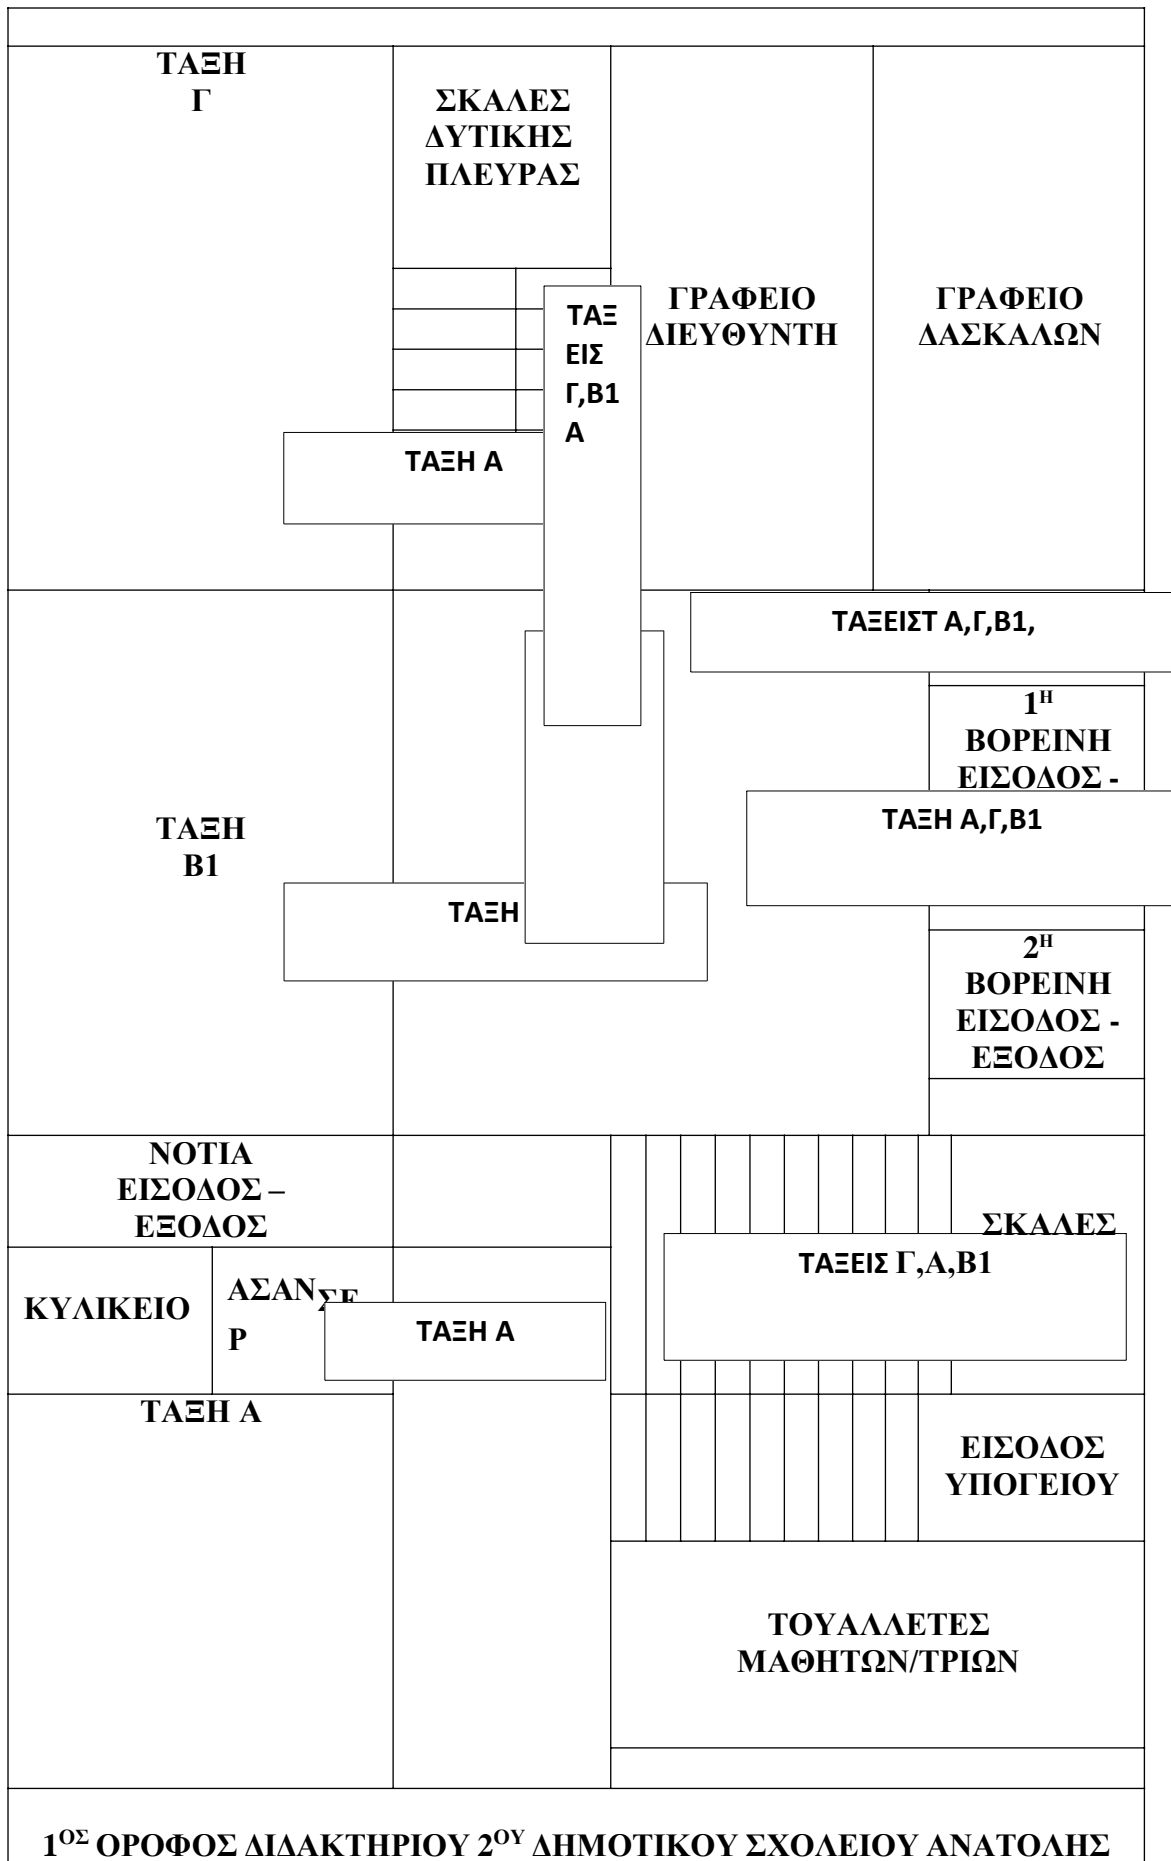 ΤΑΞΗ
Γ
ΣΚΑΛΕΣ
ΔΥΤΙΚΗΣ
ΠΛΕΥΡΑΣ
ΓΡΑΦΕΙΟ
ΔΙΕΥΘΥΝΤΗ
ΓΡΑΦΕΙΟ
ΔΑΣΚΑΛΩΝ
ΤΑΞ
ΕΙΣ
Γ,Β1
Α
ΤΑΞΗ Α
ΤΑΞΕΙΣΤ Α,Γ,Β1,
1Η
ΒΟΡΕΙΝΗ
ΕΙΣΟΔΟΣ -
ΤΑΞΗ Α,Γ,Β1
ΤΑΞΗ
Β1
ΤΑΞΗ
2Η
ΒΟΡΕΙΝΗ
ΕΙΣΟΔΟΣ -
ΕΞΟΔΟΣ
ΝΟΤΙΑ
ΕΙΣΟΔΟΣ –
ΕΞΟΔΟΣ
ΣΚΑΛΕΣ
ΤΑΞΕΙΣ Γ,Α,Β1
ΚΥΛΙΚΕΙΟ
ΑΣΑΝΣΕ
Ρ
ΤΑΞΗ Α
ΤΑΞΗ Α
ΕΙΣΟΔΟΣ
ΥΠΟΓΕΙΟΥ
ΤΟΥΑΛΛΕΤΕΣ
ΜΑΘΗΤΩΝ/ΤΡΙΩΝ
1ΟΣ ΟΡΟΦΟΣ ΔΙΔΑΚΤΗΡΙΟΥ 2ΟΥ ΔΗΜΟΤΙΚΟΥ ΣΧΟΛΕΙΟΥ ΑΝΑΤΟΛΗΣ